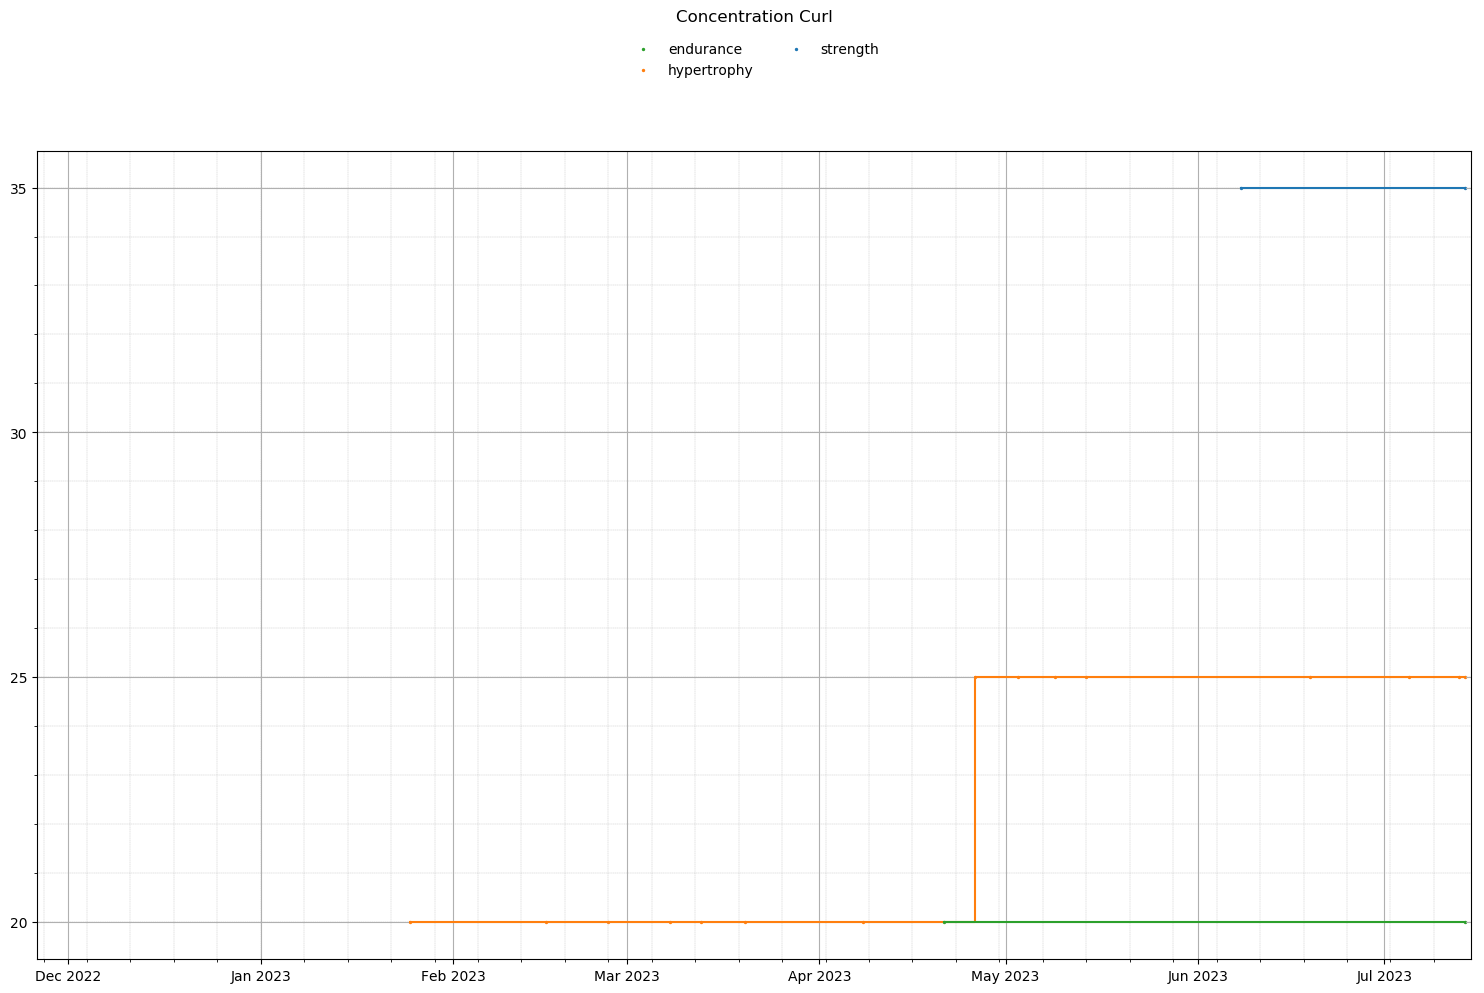 Concentration Curl
endurance
hypertrophy
strength
35
30
25
20
Dec 2022
Jan 2023
Feb 2023
Mar 2023
Apr 2023
May 2023
Jun 2023
Jul 2023